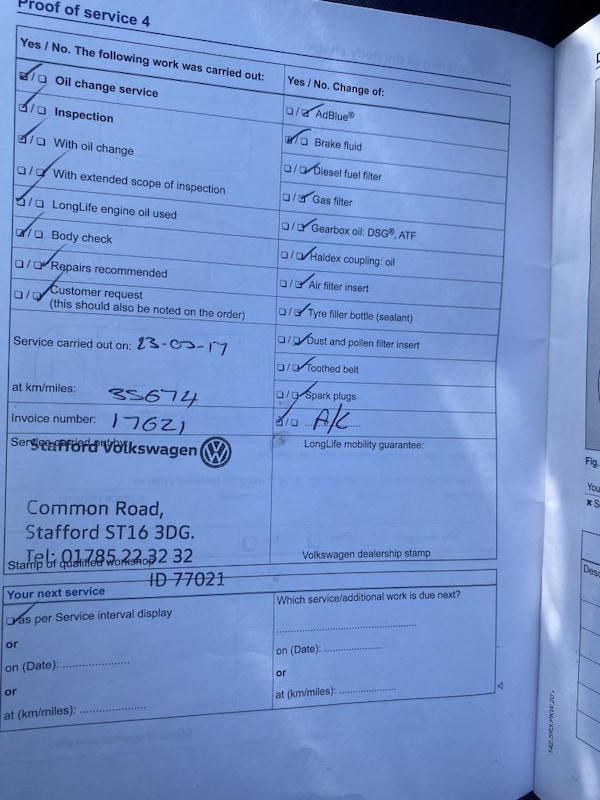 Proof of service 4
Yes / No. The following work was carried out:
☑ / ☐ Oil change service
☑ / ☐ Inspection
☑ / ☐ With oil change
☐ / ☑ With extended scope of inspection
☑ / ☐ LongLife engine oil used
☑ / ☐ Body check
☐ / ☑ Repairs recommended
☐ / ☑ Customer request
(this should also be noted on the order)
Service carried out on: 23-05-17
at km/miles: 35674
Invoice number: 17621
Service carried out by:
Stafford Volkswagen
Common Road,
Stafford ST16 3DG.
Tel: 01785 22 32 32
Stamp of qualified workshop
ID 77021
Yes / No. Change of:
☐ / ☑ AdBlue®
☑ / ☐ Brake fluid
☐ / ☑ Diesel fuel filter
☐ / ☑ Gas filter
☐ / ☑ Gearbox oil: DSG®, ATF
☐ / ☑ Haldex coupling: oil
☐ / ☑ Air filter insert
☐ / ☑ Tyre filler bottle (sealant)
☐ / ☑ Dust and pollen filter insert
☐ / ☑ Toothed belt
☐ / ☑ Spark plugs
☑ / ☐ A/K
LongLife mobility guarantee:
Volkswagen dealership stamp
Your next service
☑ as per Service interval display
or
on (Date): ....................
or
at (km/miles): ....................
Which service/additional work is due next?
........................................
on (Date): ..................
or
at (km/miles): ..................
Fig.
You
Desc